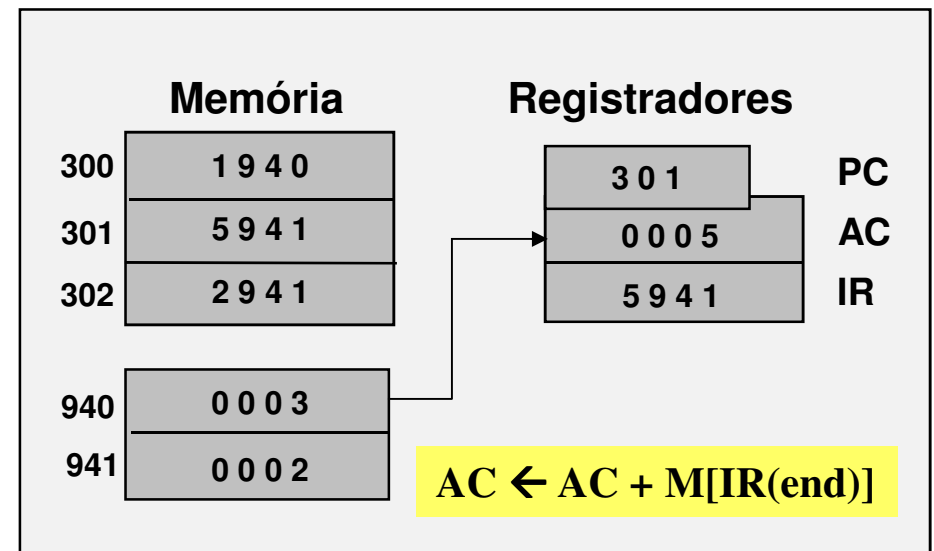 Memória Registradores
300 1 9 4 0 3 0 1 PC
301 5 9 4 1 0 0 0 5 AC
302 2 9 4 1 5 9 4 1 IR
940 0 0 0 3
941 0 0 0 2
AC ← AC + M[IR(end)]